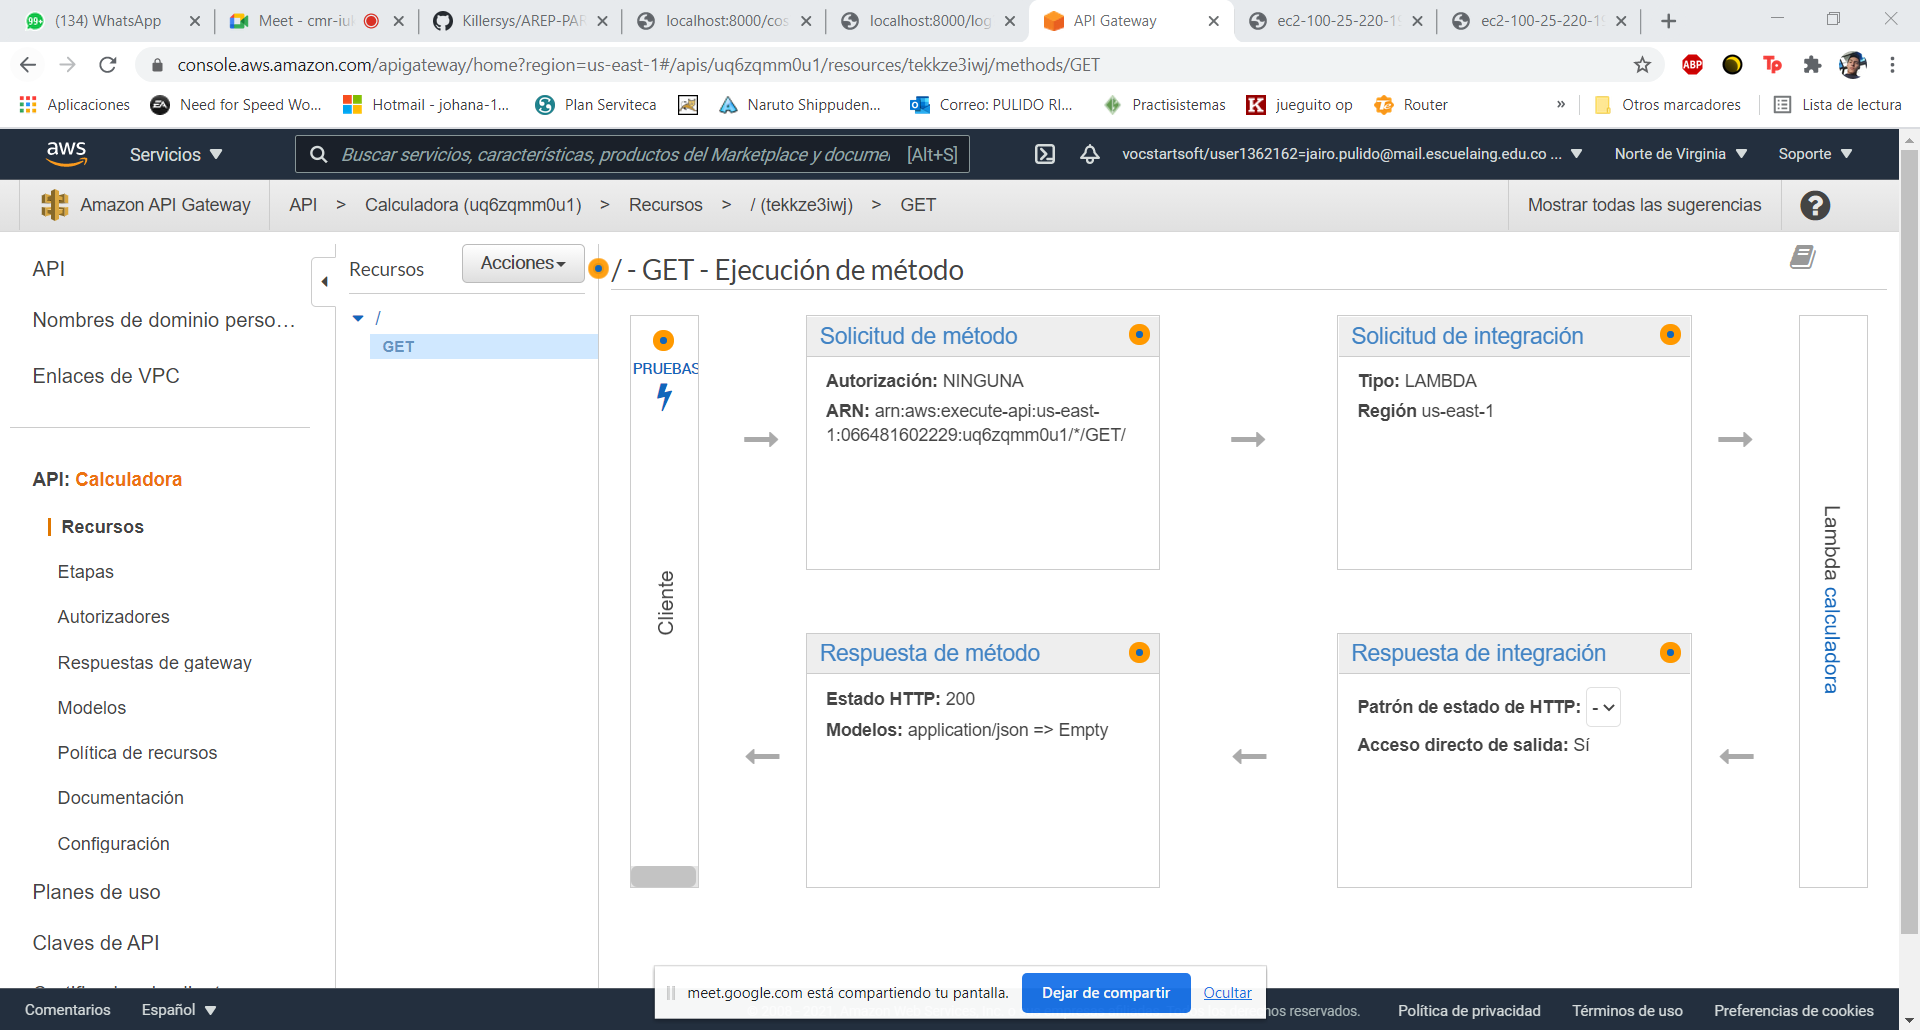 (134) WhatsApp
Meet - cmr-iul
Killersys/AREP-PAR
localhost:8000/cos
localhost:8000/log
API Gateway
ec2-100-25-220-19
ec2-100-25-220-19
console.aws.amazon.com/apigateway/home?region=us-east-1#/apis/uq6zqmm0u1/resources/tekkze3iwj/methods/GET
ABP
Tp
Aplicaciones
Need for Speed Wo...
Hotmail - johana-1...
Plan Serviteca
Naruto Shippuden...
Correo: PULIDO RI...
Practisistemas
jueguito op
Router
»
Otros marcadores
Lista de lectura
aws
Servicios
Buscar servicios, características, productos del Marketplace y documen
[Alt+S]
vocstartsoft/user1362162=jairo.pulido@mail.escuelaing.edu.co ...
Norte de Virginia
Soporte
Amazon API Gateway
API > Calculadora (uq6zqmm0u1) > Recursos > / (tekkze3iwj) > GET
Mostrar todas las sugerencias
API
Nombres de dominio perso...
Enlaces de VPC
API: Calculadora
Recursos
Etapas
Autorizadores
Respuestas de gateway
Modelos
Política de recursos
Documentación
Configuración
Planes de uso
Claves de API
Recursos
Acciones
/
GET
/ - GET - Ejecución de método
PRUEBAS
Cliente
Solicitud de método
Autorización: NINGUNA
ARN: arn:aws:execute-api:us-east-
1:066481602229:uq6zqmm0u1/*/GET/
Solicitud de integración
Tipo: LAMBDA
Región us-east-1
Lambda calculadora
Respuesta de método
Estado HTTP: 200
Modelos: application/json => Empty
Respuesta de integración
Patrón de estado de HTTP: -
Acceso directo de salida: Sí
meet.google.com está compartiendo tu pantalla.
Dejar de compartir
Ocultar
Comentarios
Español
reservados.
Política de privacidad
Términos de uso
Preferencias de cookies